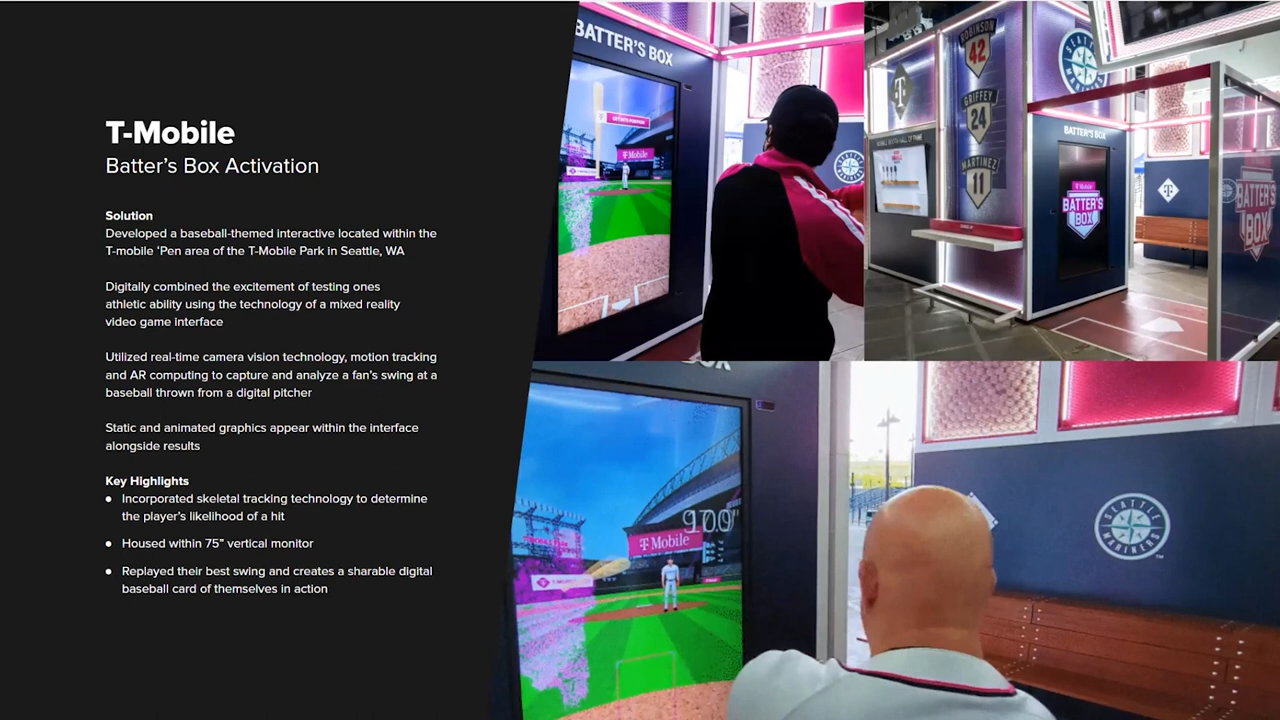 T-Mobile
Batter’s Box Activation
Solution
Developed a baseball-themed interactive located within the
T-mobile ‘Pen area of the T-Mobile Park in Seattle, WA
Digitally combined the excitement of testing ones
athletic ability using the technology of a mixed reality
video game interface
Utilized real-time camera vision technology, motion tracking
and AR computing to capture and analyze a fan’s swing at a
baseball thrown from a digital pitcher
Static and animated graphics appear within the interface
alongside results
Key Highlights
• Incorporated skeletal tracking technology to determine
the player’s likelihood of a hit
• Housed within 75” vertical monitor
• Replayed their best swing and creates a sharable digital
baseball card of themselves in action
BATTER’S BOX
T Mobile
ROBINSON
42
GRIFFEY
24
MARTINEZ
11
BATTER’S BOX
T Mobile
BATTER’S
BOX
BATTER’S
BOX
T Mobile
SEATTLE
MARINERS